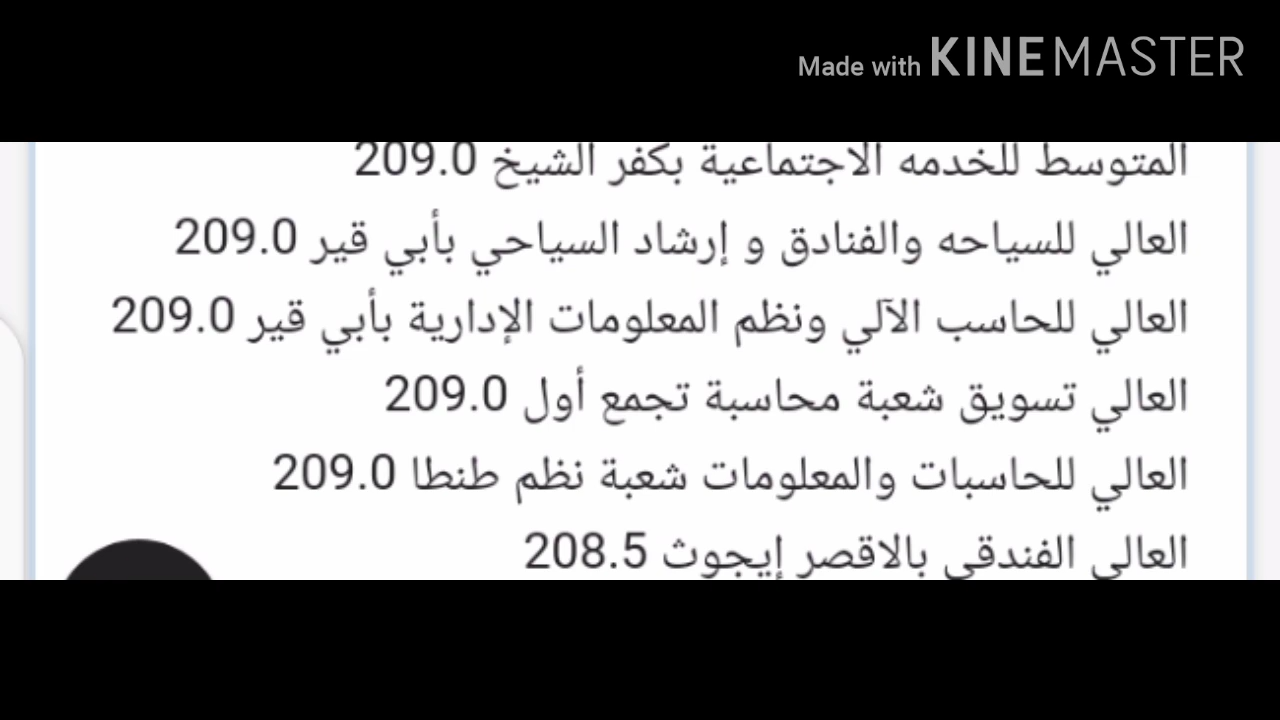 Made with KINEMASTER
المتوسط للخدمه الاجتماعية بكفر الشيخ 209.0
العالي للسياحه والفنادق و إرشاد السياحي بأبي قير 209.0
العالي للحاسب الآلي ونظم المعلومات الإدارية بأبي قير 209.0
العالي تسويق شعبة محاسبة تجمع أول 209.0
العالي للحاسبات والمعلومات شعبة نظم طنطا 209.0
العالي الفندقي بالاقصر إيجوث 208.5